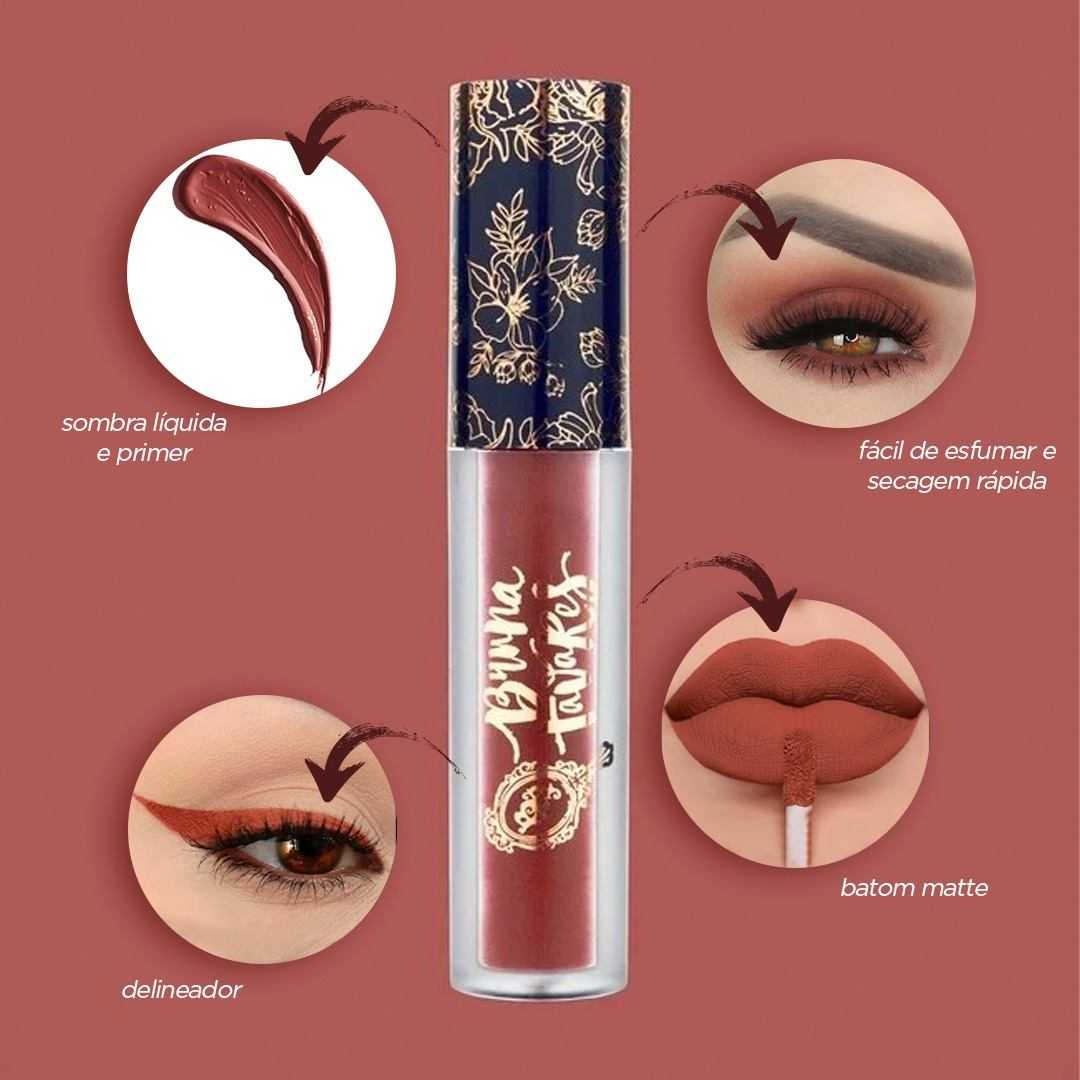 sombra líquida
e primer
fácil de esfumar e
secagem rápida
Bruna
Tavares
batom matte
delineador